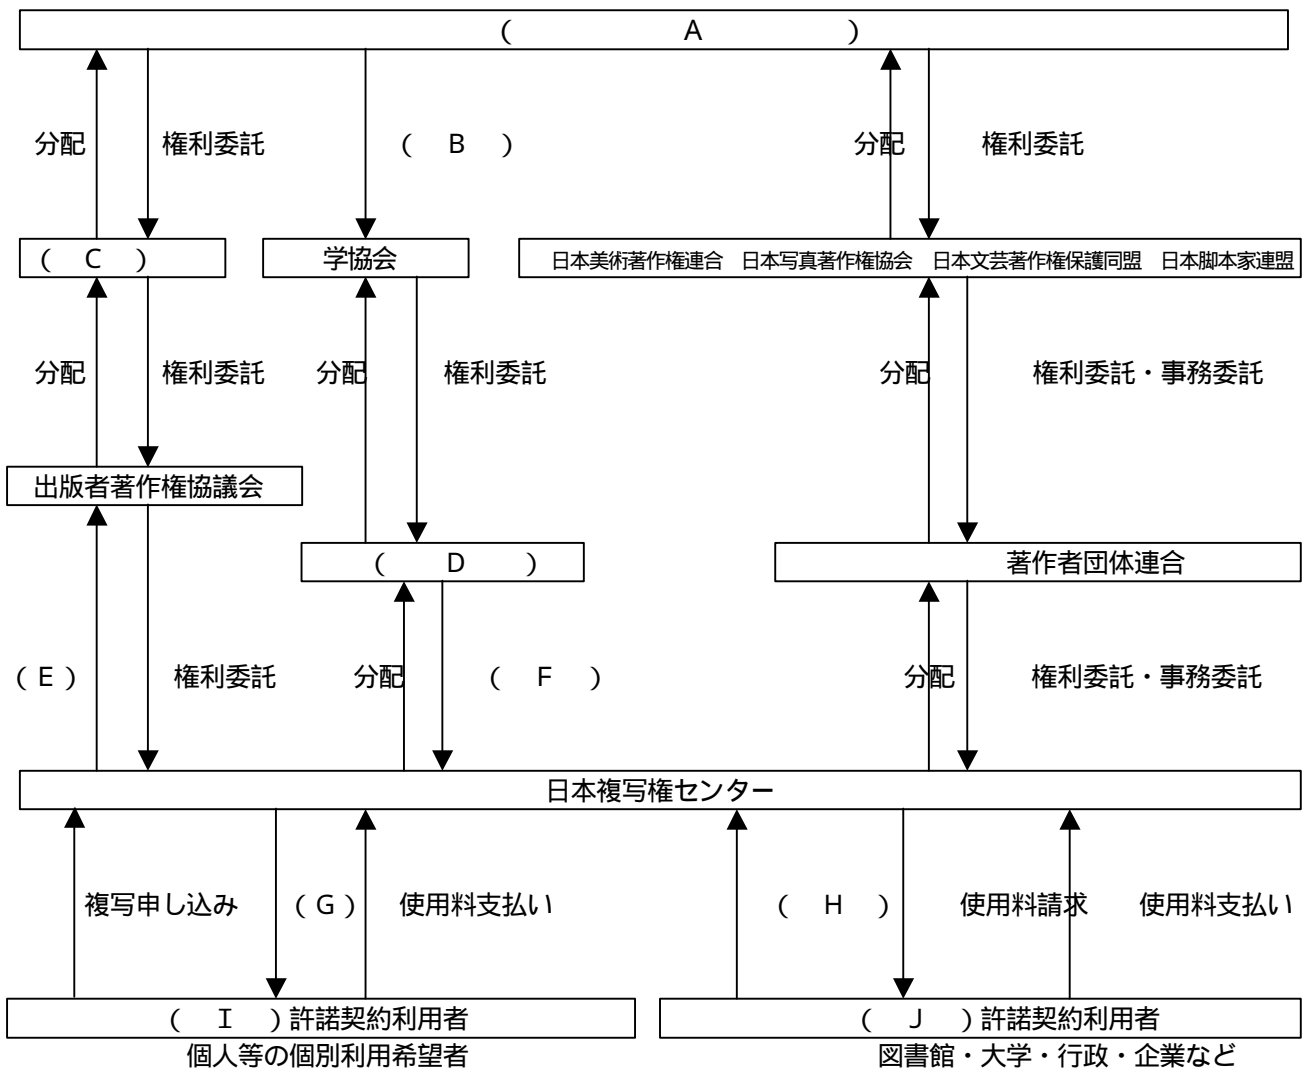 ( A )
分配 権利委託 ( B ) 分配 権利委託
( C ) 学協会 日本美術著作権連合 日本写真著作権協会 日本文芸著作権保護同盟 日本脚本家連盟
分配 権利委託 分配 権利委託 分配 権利委託・事務委託
出版者著作権協議会
( D ) 著作者団体連合
( E ) 権利委託 分配 ( F ) 分配 権利委託・事務委託
日本複写権センター
複写申し込み ( G ) 使用料支払い ( H ) 使用料請求 使用料支払い
( I )許諾契約利用者 ( J )許諾契約利用者
個人等の個別利用希望者 図書館・大学・行政・企業など